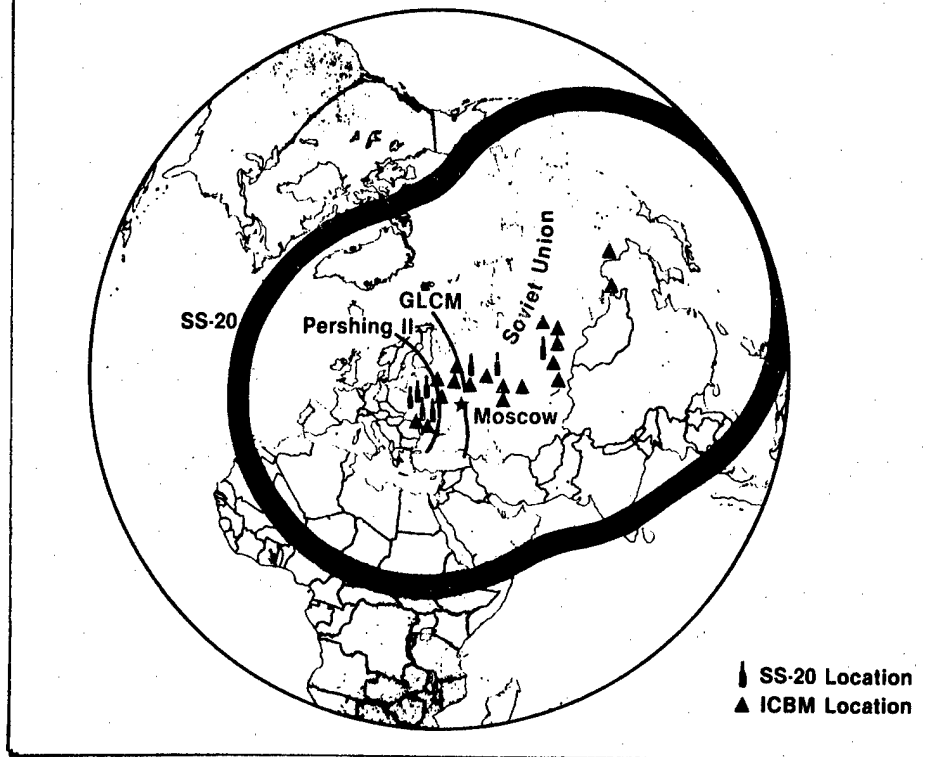 Soviet Union
GLCM
SS-20
Pershing II
Moscow
SS-20 Location
ICBM Location